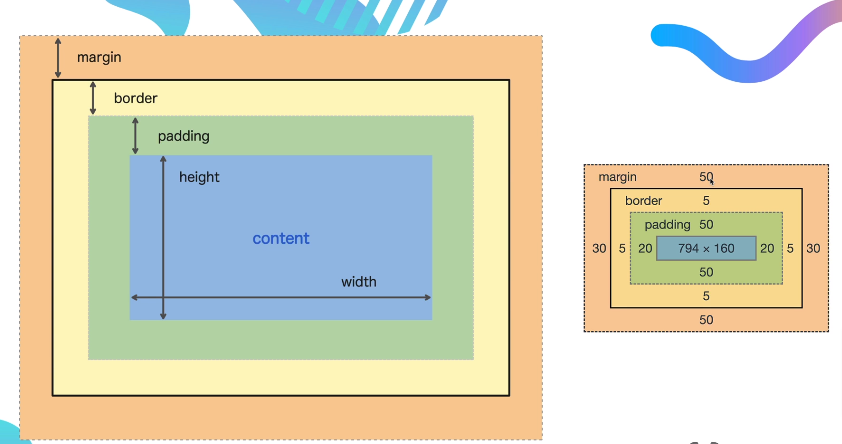 margin
border
padding
height
content
width
margin 50
border 5
padding 50
30 5 20 794 × 160 20 5 30
50
5
50